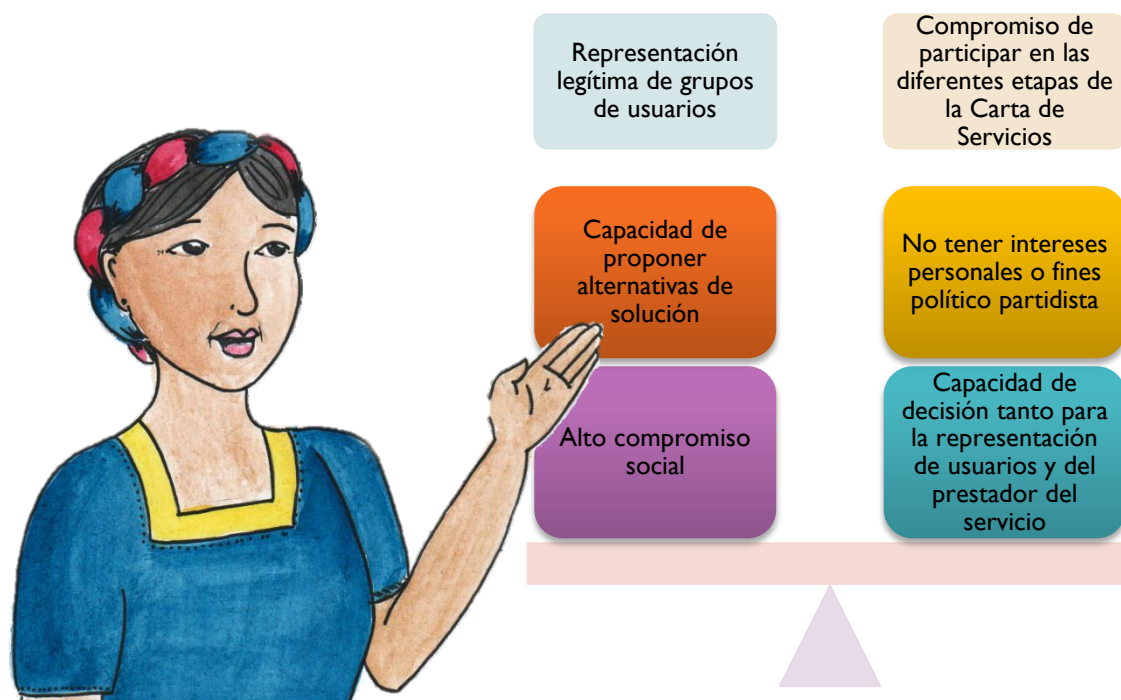 Representación
legítima de grupos
de usuarios
Compromiso de
participar en las
diferentes etapas de
la Carta de
Servicios
Capacidad de
proponer
alternativas de
solución
No tener intereses
personales o fines
político partidista
Alto compromiso
social
Capacidad de
decisión tanto para
la representación
de usuarios y del
prestador del
servicio